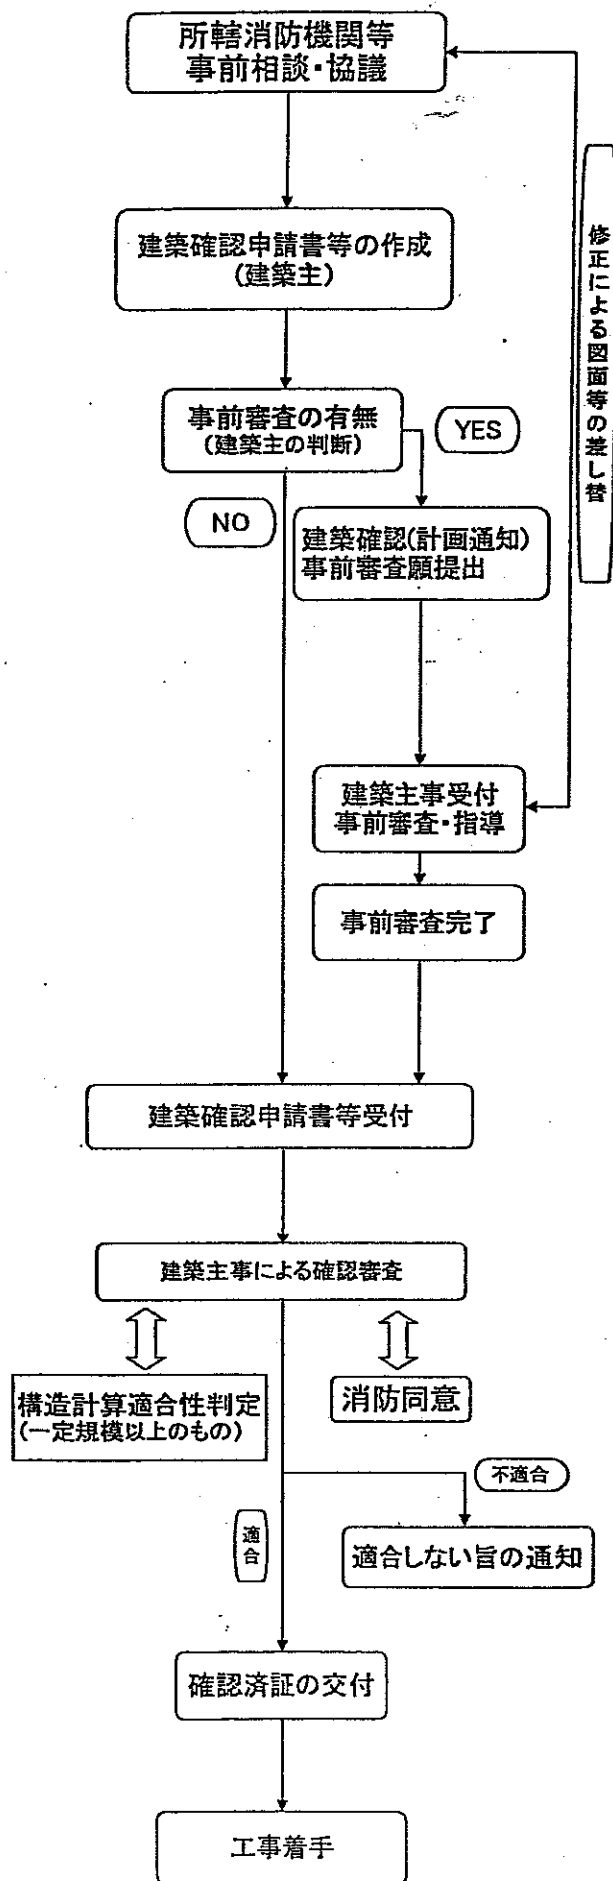 所轄消防機関等
事前相談・協議
修正による図面等の差し替
建築確認申請書等の作成
(建築主)
事前審査の有無
(建築主の判断)
YES
NO
建築確認(計画通知)
事前審査願提出
建築主事受付
事前審査・指導
事前審査完了
建築確認申請書等受付
建築主事による確認審査
構造計算適合性判定
(一定規模以上のもの)
消防同意
不適合
適合
適合しない旨の通知
確認済証の交付
工事着手